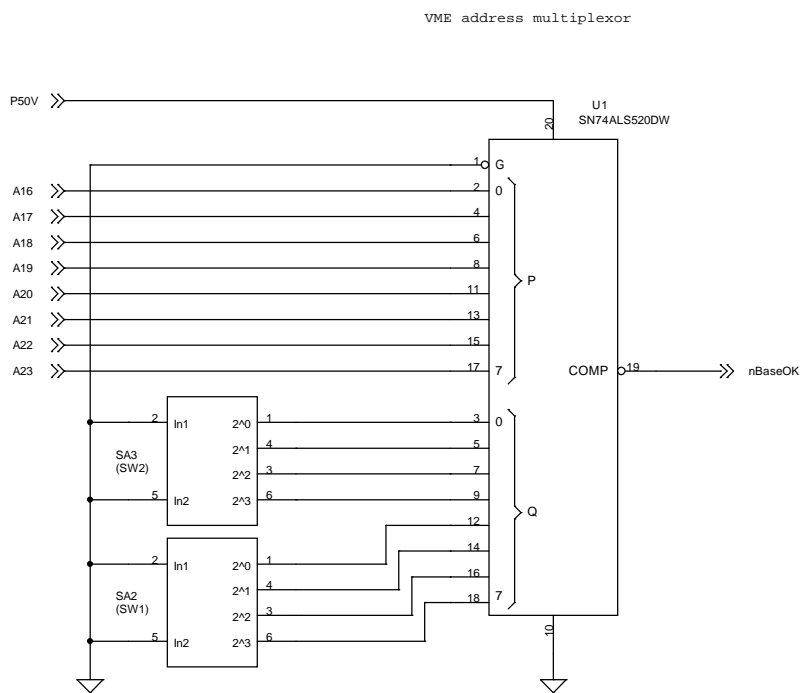 VME address multiplexor
P50V
U1
SN74ALS520DW
20
1 G
A16 2 0
A17 4
A18 6
A19 8
A20 11
P
A21 13
A22 15
A23 17 7
COMP 19 nBaseOK
2 In1 2^0 1 3 0
2^1 4 5
SA3
(SW2)
2^2 3 7
5 In2 2^3 6 9
Q
12
14
2 In1 2^0 1
16
2^1 4
SA2
(SW1)
18 7
2^2 3
5 In2 2^3 6
10